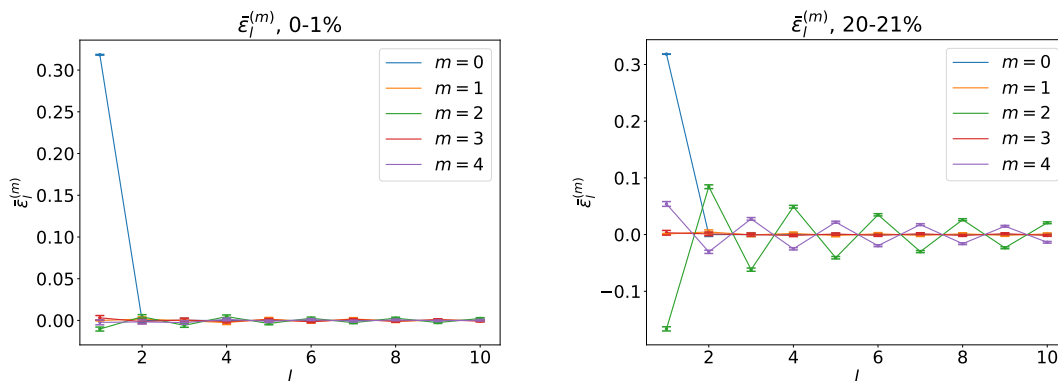 ε̄_l^(m), 0-1%
0.30
0.25
0.20
0.15
0.10
0.05
0.00
ε̄_l^(m)
2
4
6
8
10
l
m = 0
m = 1
m = 2
m = 3
m = 4
ε̄_l^(m), 20-21%
0.3
0.2
0.1
0.0
−0.1
ε̄_l^(m)
2
4
6
8
10
l
m = 0
m = 1
m = 2
m = 3
m = 4